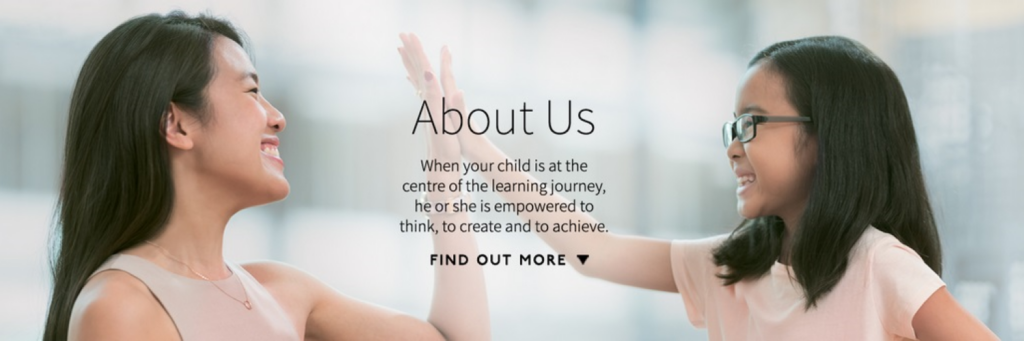 About Us
When your child is at the
centre of the learning journey,
he or she is empowered to
think, to create and to achieve.
FIND OUT MORE ▼